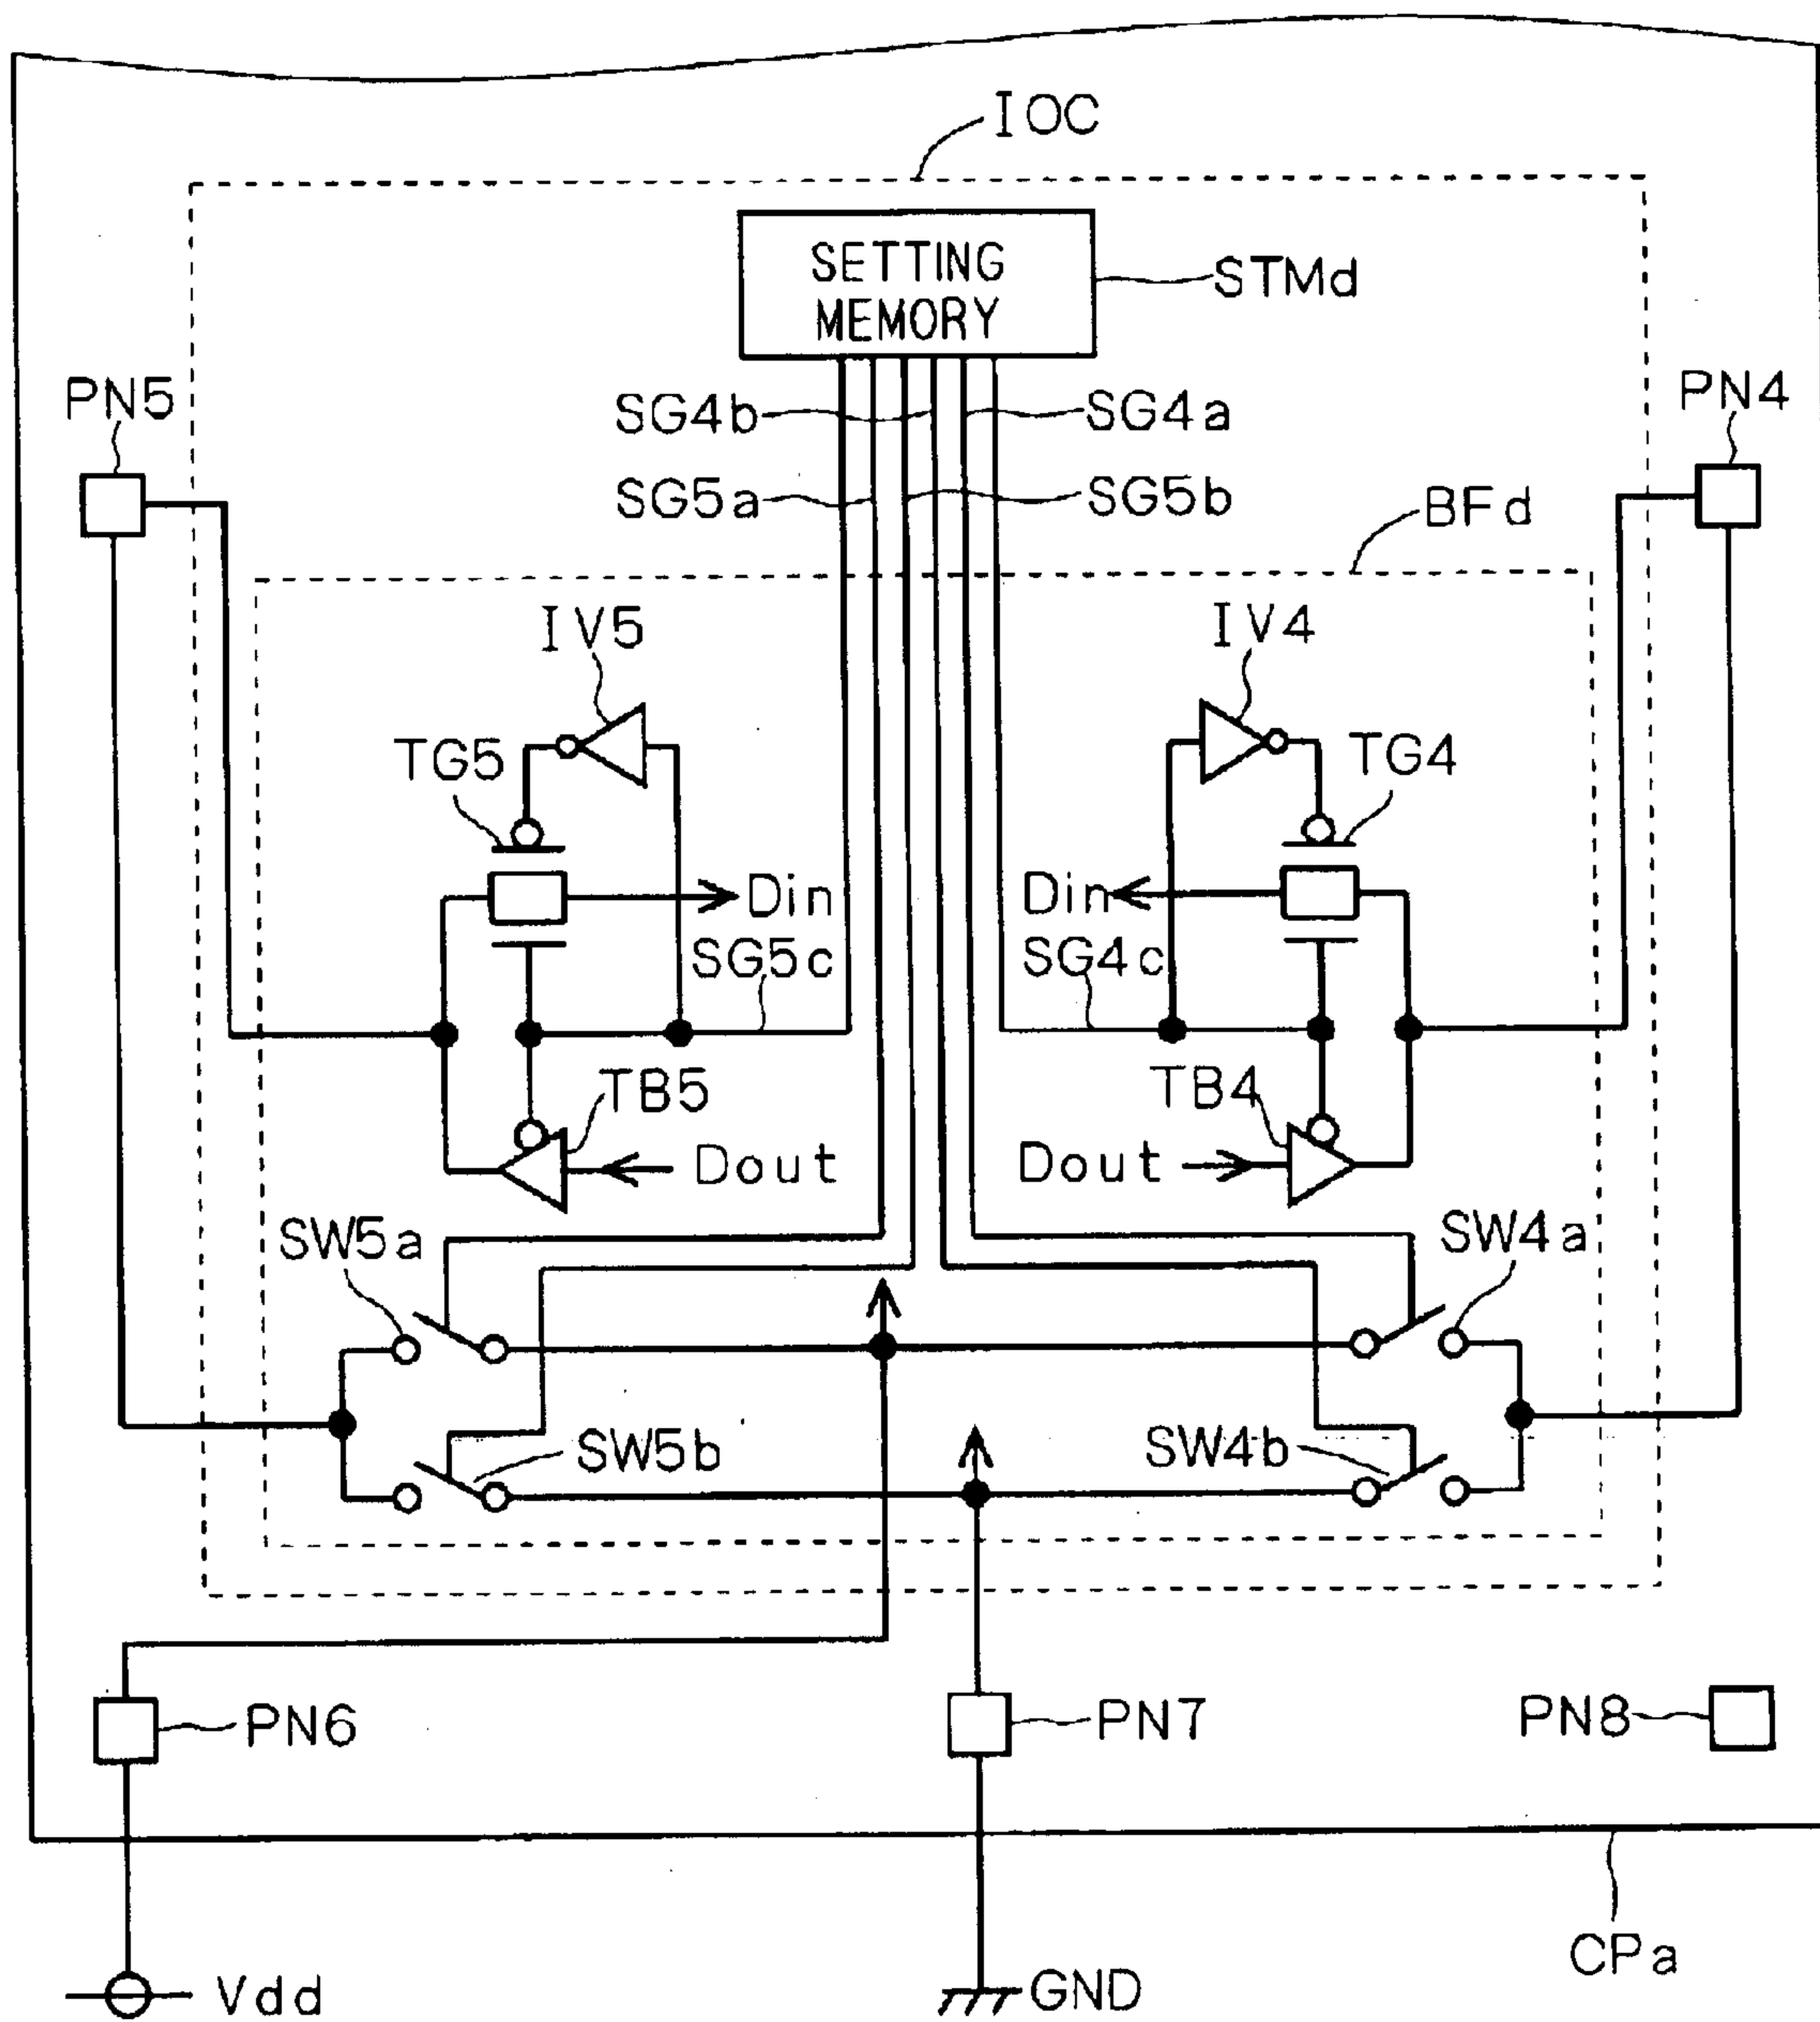 IOC
SETTING
MEMORY
STMd
PN5
SG4b
SG4a
PN4
SG5a
SG5b
BFd
IV5
IV4
TG5
TG4
Din
Din
SG5c
SG4c
TB5
TB4
Dout
Dout
SW5a
SW4a
SW5b
SW4b
PN6
PN7
PN8
CPa
Vdd
GND